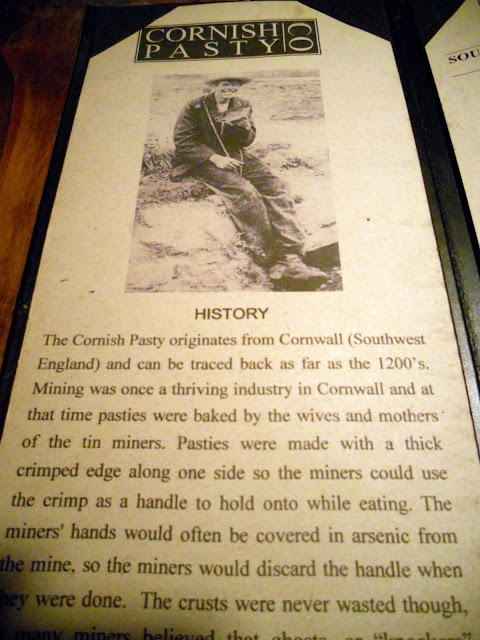 CORNISH
PASTY CO
SOU
HISTORY
The Cornish Pasty originates from Cornwall (Southwest
England) and can be traced back as far as the 1200's.
Mining was once a thriving industry in Cornwall and at
that time pasties were baked by the wives and mothers
of the tin miners. Pasties were made with a thick
crimped edge along one side so the miners could use
the crimp as a handle to hold onto while eating. The
miners' hands would often be covered in arsenic from
the mine, so the miners would discard the handle when
they were done. The crusts were never wasted though,
many miners believed that ghosts or "knockers"